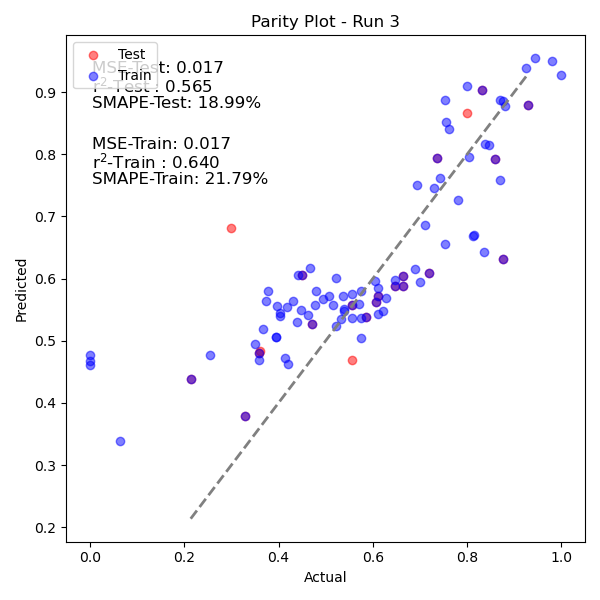 Parity Plot - Run 3
Test
Train
MSE-Test: 0.017
r²-Test : 0.565
SMAPE-Test: 18.99%
MSE-Train: 0.017
r²-Train : 0.640
SMAPE-Train: 21.79%
Predicted
0.9
0.8
0.7
0.6
0.5
0.4
0.3
0.2
0.0 0.2 0.4 0.6 0.8 1.0
Actual